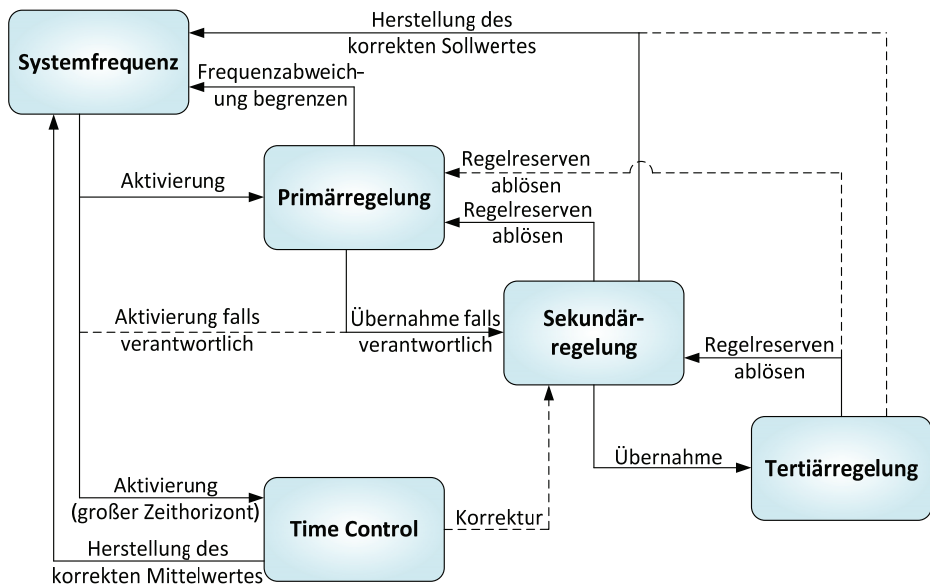 Herstellung des
korrekten Sollwertes
Systemfrequenz
Frequenzabweich-
ung begrenzen
Aktivierung
Primärregelung
Regelreserven
ablösen
Regelreserven
ablösen
Aktivierung falls
verantwortlich
Übernahme falls
verantwortlich
Sekundär-
regelung
Regelreserven
ablösen
Übernahme
Tertiärregelung
Aktivierung
(großer Zeithorizont)
Time Control
Korrektur
Herstellung des
korrekten Mittelwertes